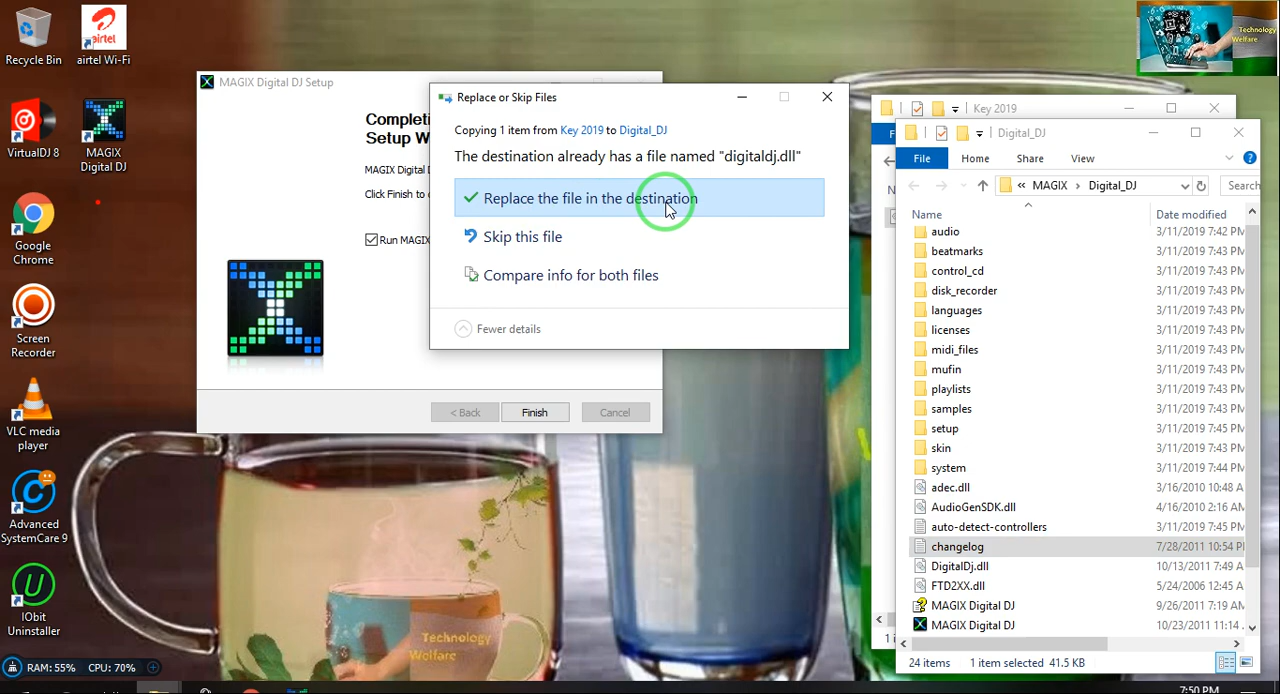 Recycle Bin
airtel
airtel Wi-Fi
VirtualDJ 8
MAGIX
Digital DJ
Google
Chrome
Screen
Recorder
VLC media
player
Advanced
SystemCare 9
IObit
Uninstaller
RAM: 55% CPU: 70%
MAGIX Digital DJ Setup
Completi
Setup W
MAGIX Digital D
Click Finish to c
Run MAGIX
< Back
Finish
Cancel
Replace or Skip Files
Copying 1 item from Key 2019 to Digital_DJ
The destination already has a file named "digitaldj.dll"
Replace the file in the destination
Skip this file
Compare info for both files
Fewer details
Technology
Welfare
Key 2019
Digital_DJ
File Home Share View
« MAGIX › Digital_DJ
Search
Name Date modified
audio 3/11/2019 7:42 PM
beatmarks 3/11/2019 7:43 PM
control_cd 3/11/2019 7:43 PM
disk_recorder 3/11/2019 7:43 PM
languages 3/11/2019 7:43 PM
licenses 3/11/2019 7:43 PM
midi_files 3/11/2019 7:43 PM
mufin 3/11/2019 7:43 PM
playlists 3/11/2019 7:43 PM
samples 3/11/2019 7:43 PM
setup 3/11/2019 7:45 PM
skin 3/11/2019 7:43 PM
system 3/11/2019 7:44 PM
adec.dll 3/16/2010 10:48 A
AudioGenSDK.dll 4/16/2010 2:16 AM
auto-detect-controllers 3/11/2019 7:45 PM
changelog 7/28/2011 10:54 P
DigitalDj.dll 10/13/2011 7:49 A
FTD2XX.dll 5/24/2006 12:45 A
MAGIX Digital DJ 9/26/2011 7:19 AM
MAGIX Digital DJ 10/23/2011 11:14
24 items 1 item selected 41.5 KB
Technology
Welfare
7:50 PM